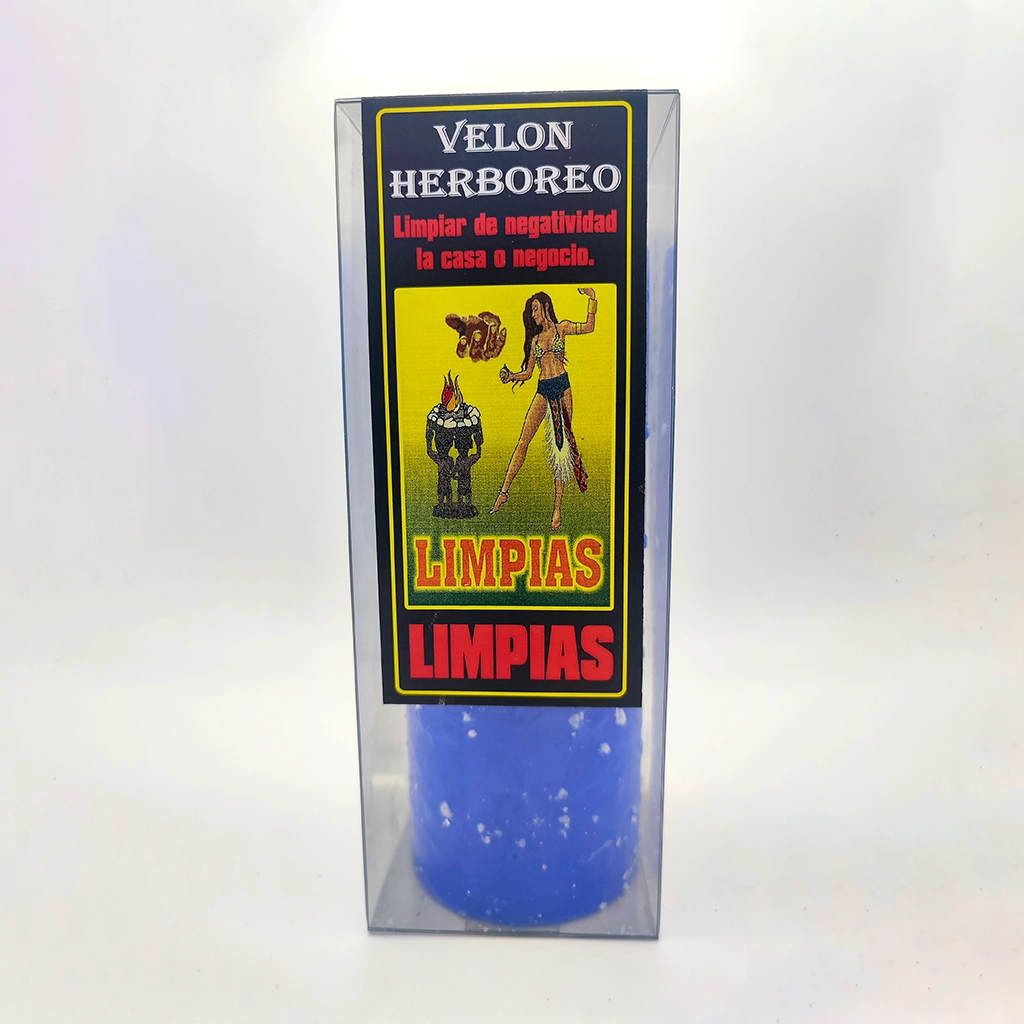 VELON
HERBOREO
Limpiar de negatividad
la casa o negocio.
LIMPIAS
LIMPIAS